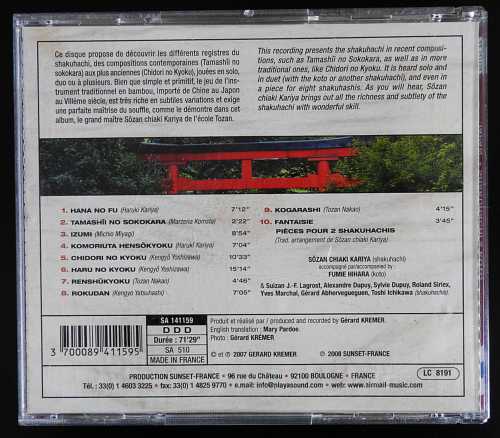 Ce disque propose de découvrir les différents registres du
shakuhachi, des compositions contemporaines (Tamashîi no
sokokara) aux plus anciennes (Chidori no Kyoku), jouées en solo,
duo ou à plusieurs. Bien que simple et primitif, le jeu de l'ins-
trument traditionnel en bambou, importé de Chine au Japon
au VIIIème siècle, est très riche en subtiles variations et exige
une parfaite maîtrise du souffle, comme le démontre dans cet
album, le grand maître Sôzan chiaki Kariya de l'école Tozan.
This recording presents the shakuhachi in recent composi-
tions, such as Tamashîi no Sokokara, as well as in more
traditional ones, like Chidori no Kyoku. It is heard solo and
in duet (with the koto or another shakuhachi), and even in
a piece for eight shakuhashis. As you will hear, Sôzan
chiaki Kariya brings out all the richness and subtlety of the
shakuhachi with wonderful skill.
1. HANA NO FU (Haruki Kariya) 7'12"
2. TAMASHÎI NO SOKOKARA (Marzena Komsta) 2'22"
3. IZUMI (Michio Miyagi) 8'54"
4. KOMORIUTA HENSÔKYOKU (Haruki Kariya) 7'04"
5. CHIDORI NO KYOKU (Kengyô Yoshizawa) 10'33"
6. HARU NO KYOKU (Kengyô Yoshizawa) 15'14"
7. RENSHÛKYOKU (Tozan Nakao) 4'46"
8. ROKUDAN (Kengyo Yatsuhashi) 7'05"
9. KOGARASHI (Tozan Nakao) 4'15"
10. FANTAISIE 3'45"
PIÈCES POUR 2 SHAKUHACHIS
(Trad. arrangement de Sôzan chiaki Kariya)
SÔZAN CHIAKI KARIYA (shakuhachi)
accompagné par/accompanied by :
FUMIE HIHARA (koto)
& Suizan J.-F. Lagrost, Alexandre Dupuy, Sylvie Dupuy, Roland Siriex,
Yves Marchal, Gérard Abhervegueguen, Toshi Ichikawa (Shakuhachis)
3 700089 411595
SA 141159
D D D
Durée : 71'29"
SA 510
MADE IN FRANCE
Produit et réalisé par / produced and recorded by Gérard KREMER
English translation : Mary Pardoe
Photo : Gérard KREMER
© et ℗ 2007 GERARD KREMER
℗ 2008 SUNSET-FRANCE
PRODUCTION SUNSET-FRANCE • 96 rue du Château • 92100 BOULOGNE • FRANCE
LC 8191
Tél. : 33(0) 1 4603 3225 • fax: 33(0) 1 4825 9770 • e.mail: info@playasound.com • web: www.airmail-music.com